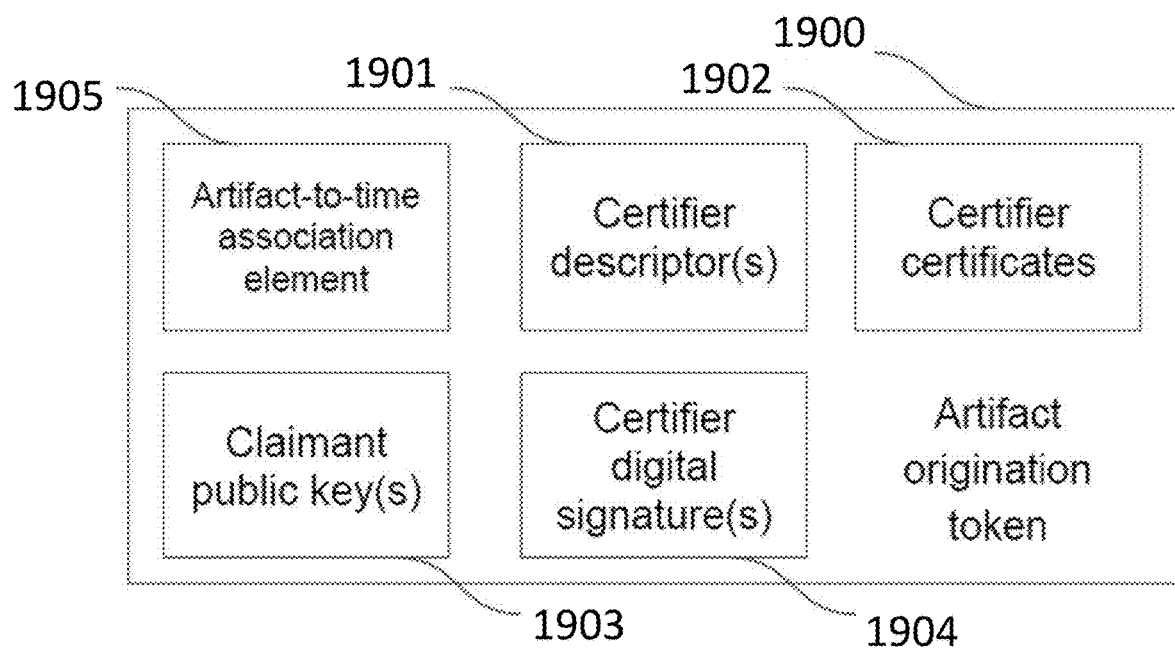 1900
1901
1902
1905
Artifact-to-time
association
element
Certifier
descriptor(s)
Certifier
certificates
Claimant
public key(s)
Certifier
digital
signature(s)
Artifact
origination
token
1903
1904